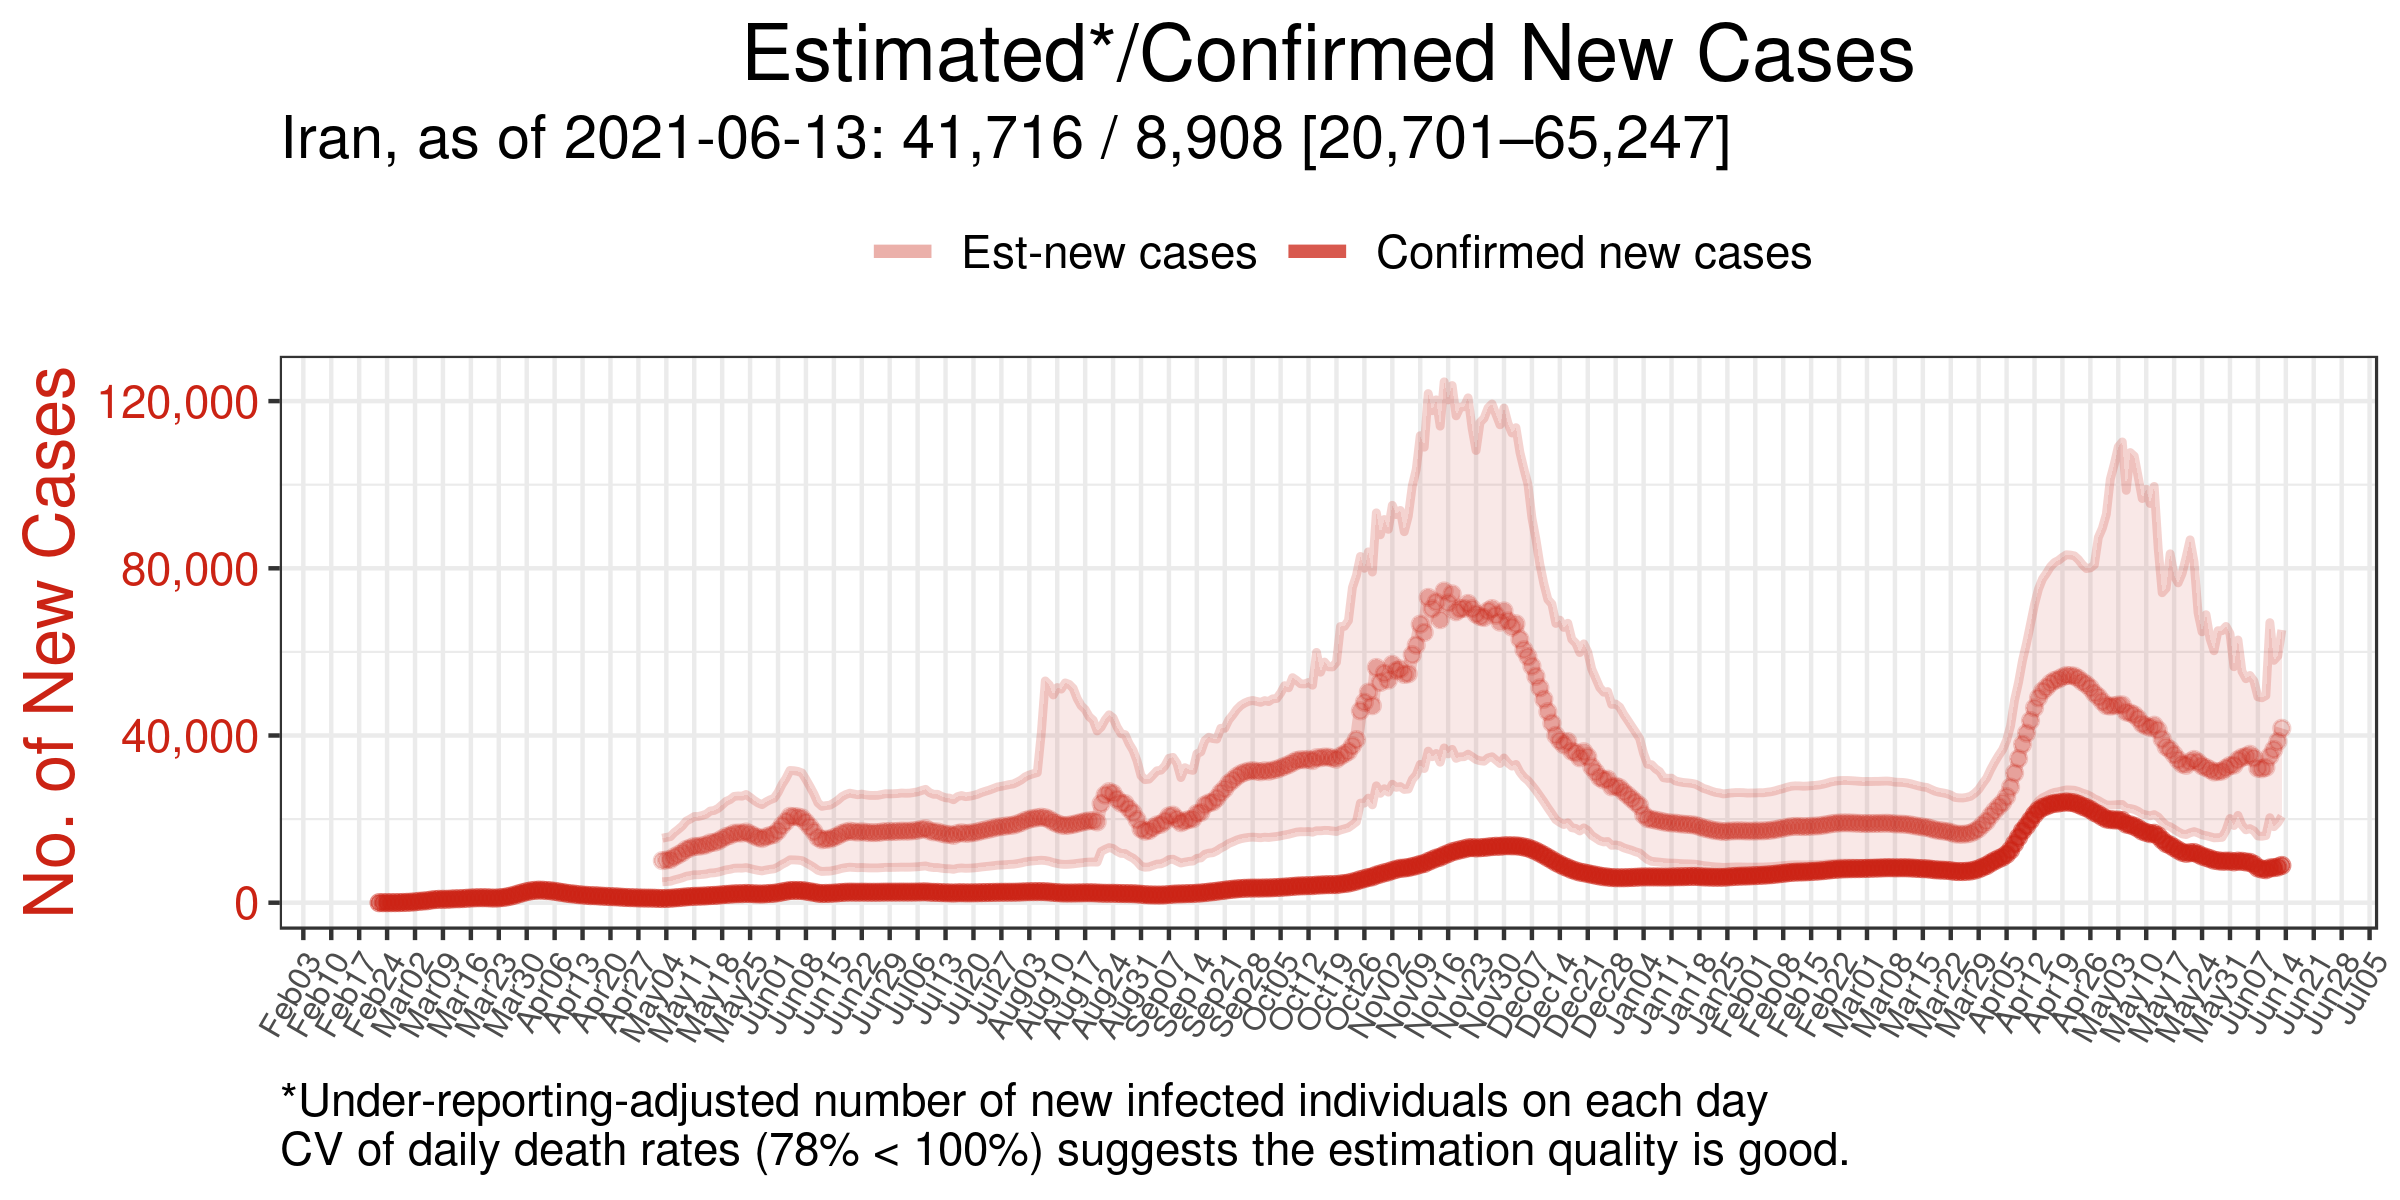 Estimated*/Confirmed New Cases
Iran, as of 2021-06-13: 41,716 / 8,908 [20,701–65,247]
Est-new cases
Confirmed new cases
No. of New Cases
120,000
80,000
40,000
0
Feb03
Feb10
Feb17
Feb24
Mar02
Mar09
Mar16
Mar23
Mar30
Apr06
Apr13
Apr20
Apr27
May04
May11
May18
May25
Jun01
Jun08
Jun15
Jun22
Jun29
Jul06
Jul13
Jul20
Jul27
Aug03
Aug10
Aug17
Aug24
Aug31
Sep07
Sep14
Sep21
Sep28
Oct05
Oct12
Oct19
Oct26
Nov02
Nov09
Nov16
Nov23
Nov30
Dec07
Dec14
Dec21
Dec28
Jan04
Jan11
Jan18
Jan25
Feb01
Feb08
Feb15
Feb22
Mar01
Mar08
Mar15
Mar22
Mar29
Apr05
Apr12
Apr19
Apr26
May03
May10
May17
May24
May31
Jun07
Jun14
Jun21
Jun28
Jul05
*Under-reporting-adjusted number of new infected individuals on each day
CV of daily death rates (78% < 100%) suggests the estimation quality is good.